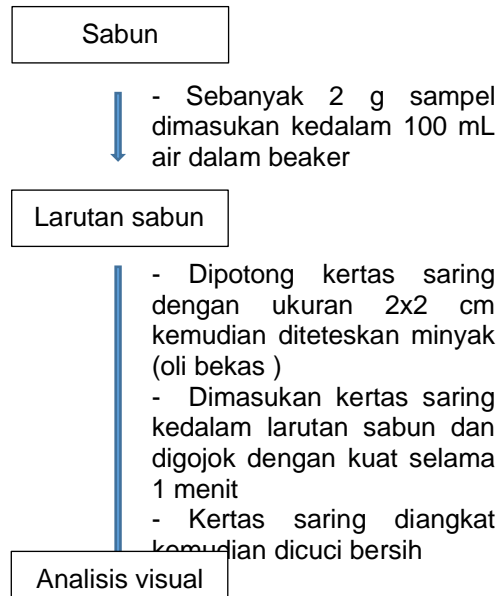 Sabun
- Sebanyak 2 g sampel
dimasukan kedalam 100 mL
air dalam beaker
Larutan sabun
- Dipotong kertas saring
dengan ukuran 2x2 cm
kemudian diteteskan minyak
(oli bekas )
- Dimasukan kertas saring
kedalam larutan sabun dan
digojok dengan kuat selama
1 menit
- Kertas saring diangkat
kemudian dicuci bersih
Analisis visual